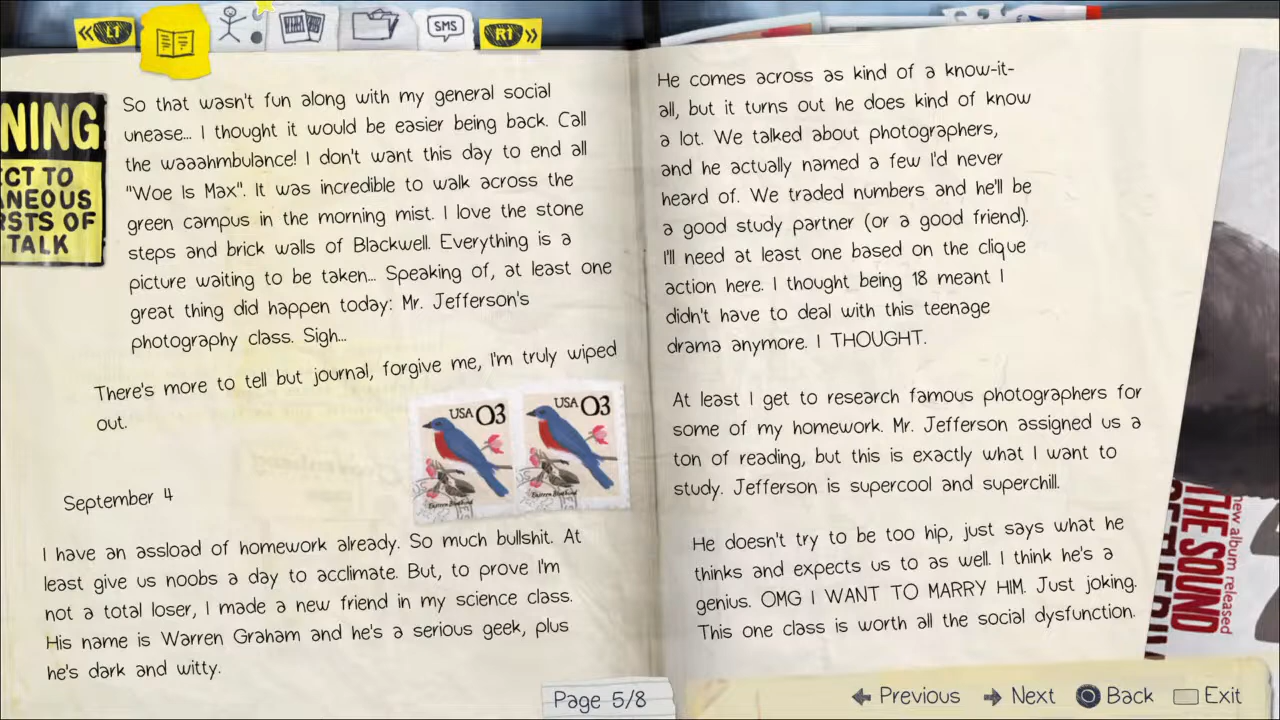 L1
SMS
R1
NING
CT TO
NEOUS
RSTS OF
TALK
So that wasn't fun along with my general social
unease... I thought it would be easier being back. Call
the waaahmbulance! I don't want this day to end all
"Woe Is Max". It was incredible to walk across the
green campus in the morning mist. I love the stone
steps and brick walls of Blackwell. Everything is a
picture waiting to be taken... Speaking of, at least one
great thing did happen today: Mr. Jefferson's
photography class. Sigh...
There's more to tell but journal, forgive me, I'm truly wiped
out.
USA 03
USA 03
Eastern Bluebird
Eastern Bluebird
September 4
I have an assload of homework already. So much bullshit. At
least give us noobs a day to acclimate. But, to prove I'm
not a total loser, I made a new friend in my science class.
His name is Warren Graham and he's a serious geek, plus
he's dark and witty.
He comes across as kind of a know-it-
all, but it turns out he does kind of know
a lot. We talked about photographers,
and he actually named a few I'd never
heard of. We traded numbers and he'll be
a good study partner (or a good friend).
I'll need at least one based on the clique
action here. I thought being 18 meant I
didn't have to deal with this teenage
drama anymore. I THOUGHT.
At least I get to research famous photographers for
some of my homework. Mr. Jefferson assigned us a
ton of reading, but this is exactly what I want to
study. Jefferson is supercool and superchill.
He doesn't try to be too hip, just says what he
thinks and expects us to as well. I think he's a
genius. OMG I WANT TO MARRY HIM. Just joking.
This one class is worth all the social dysfunction.
new album released
THE SOUND
Page 5/8
Previous
Next
Back
Exit